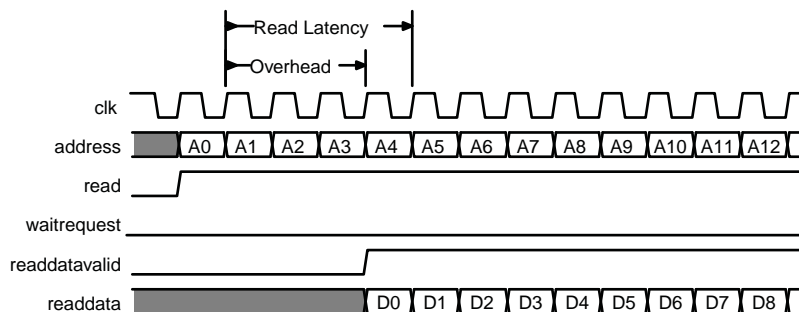 Read Latency
Overhead
clk
address A0 A1 A2 A3 A4 A5 A6 A7 A8 A9 A10 A11 A12
read
waitrequest
readdatavalid
readdata D0 D1 D2 D3 D4 D5 D6 D7 D8